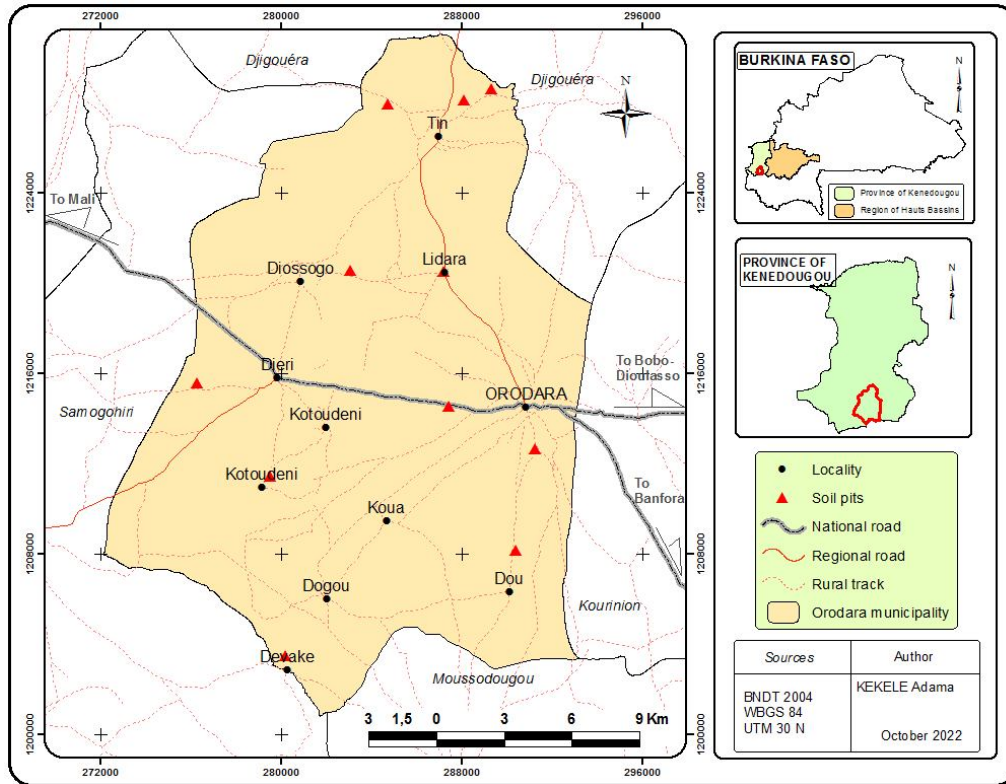 272000
280000
288000
296000
Djigouéra
Djigouéra
N
Tin
1224000
1224000
To Mali
Diossogo
Lidara
Djeri
1216000
1216000
To Bobo-
Dioulasso
ORODARA
Samogohiri
Kotoudeni
Kotoudeni
To
Banfora
Koua
1208000
1208000
Dogou
Dou
Kourinion
Devake
Moussodougou
3 1,5 0 3 6 9 Km
1200000
1200000
272000
280000
288000
296000
BURKINA FASO
N
Province of Kenedougou
Region of Hauts Bassins
PROVINCE OF
KENEDOUGOU
N
Locality
Soil pits
National road
Regional road
Rural track
Orodara municipality
Sources
Author
BNDT 2004
WBGS 84
UTM 30 N
KEKELE Adama
October 2022